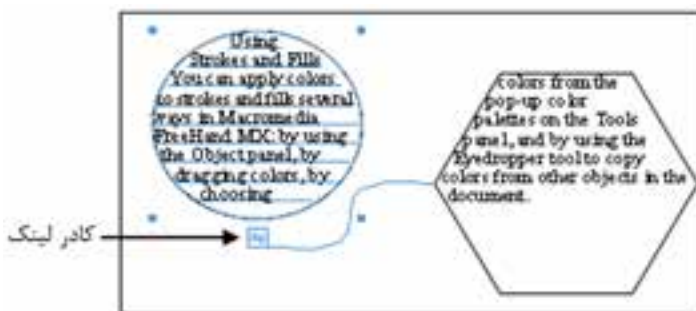 Using
Strokes and Fills
You can apply colors
to strokes and fills several
ways in Macromedia
FreeHand MX: by using
the Object panel, by
dragging colors, by
choosing
colors from the
pop-up color
palettes on the Tools
panel, and by using the
Eyedropper tool to copy
colors from other objects in the
document.
کادر لینک